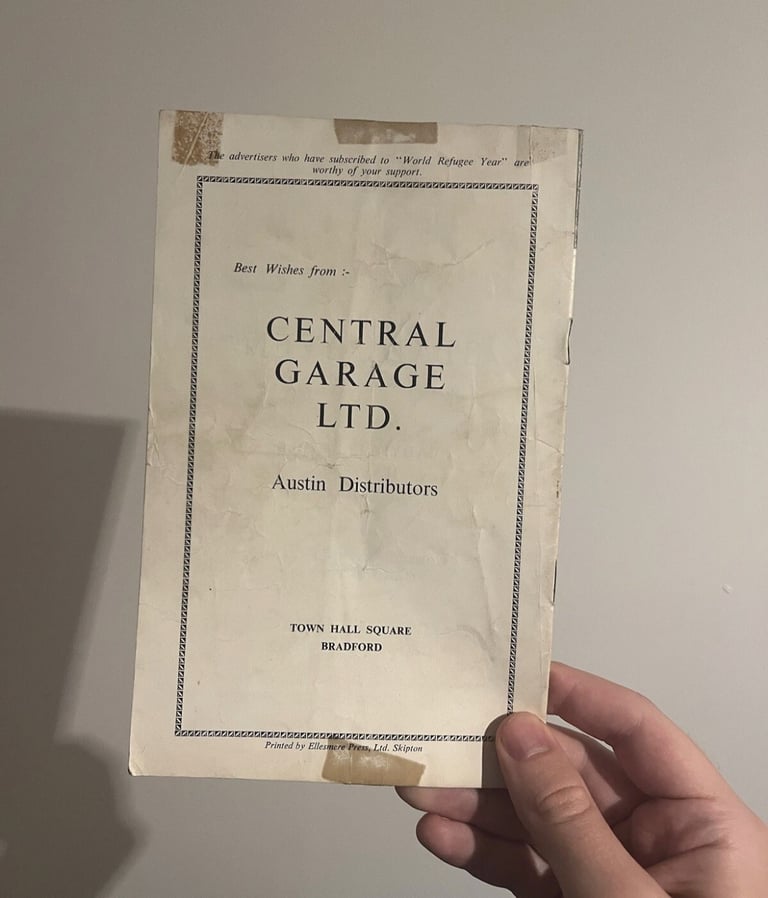 The advertisers who have subscribed to "World Refugee Year" are
worthy of your support.
Best Wishes from :-
CENTRAL
GARAGE
LTD.
Austin Distributors
TOWN HALL SQUARE
BRADFORD
Printed by Ellesmere Press, Ltd. Skipton